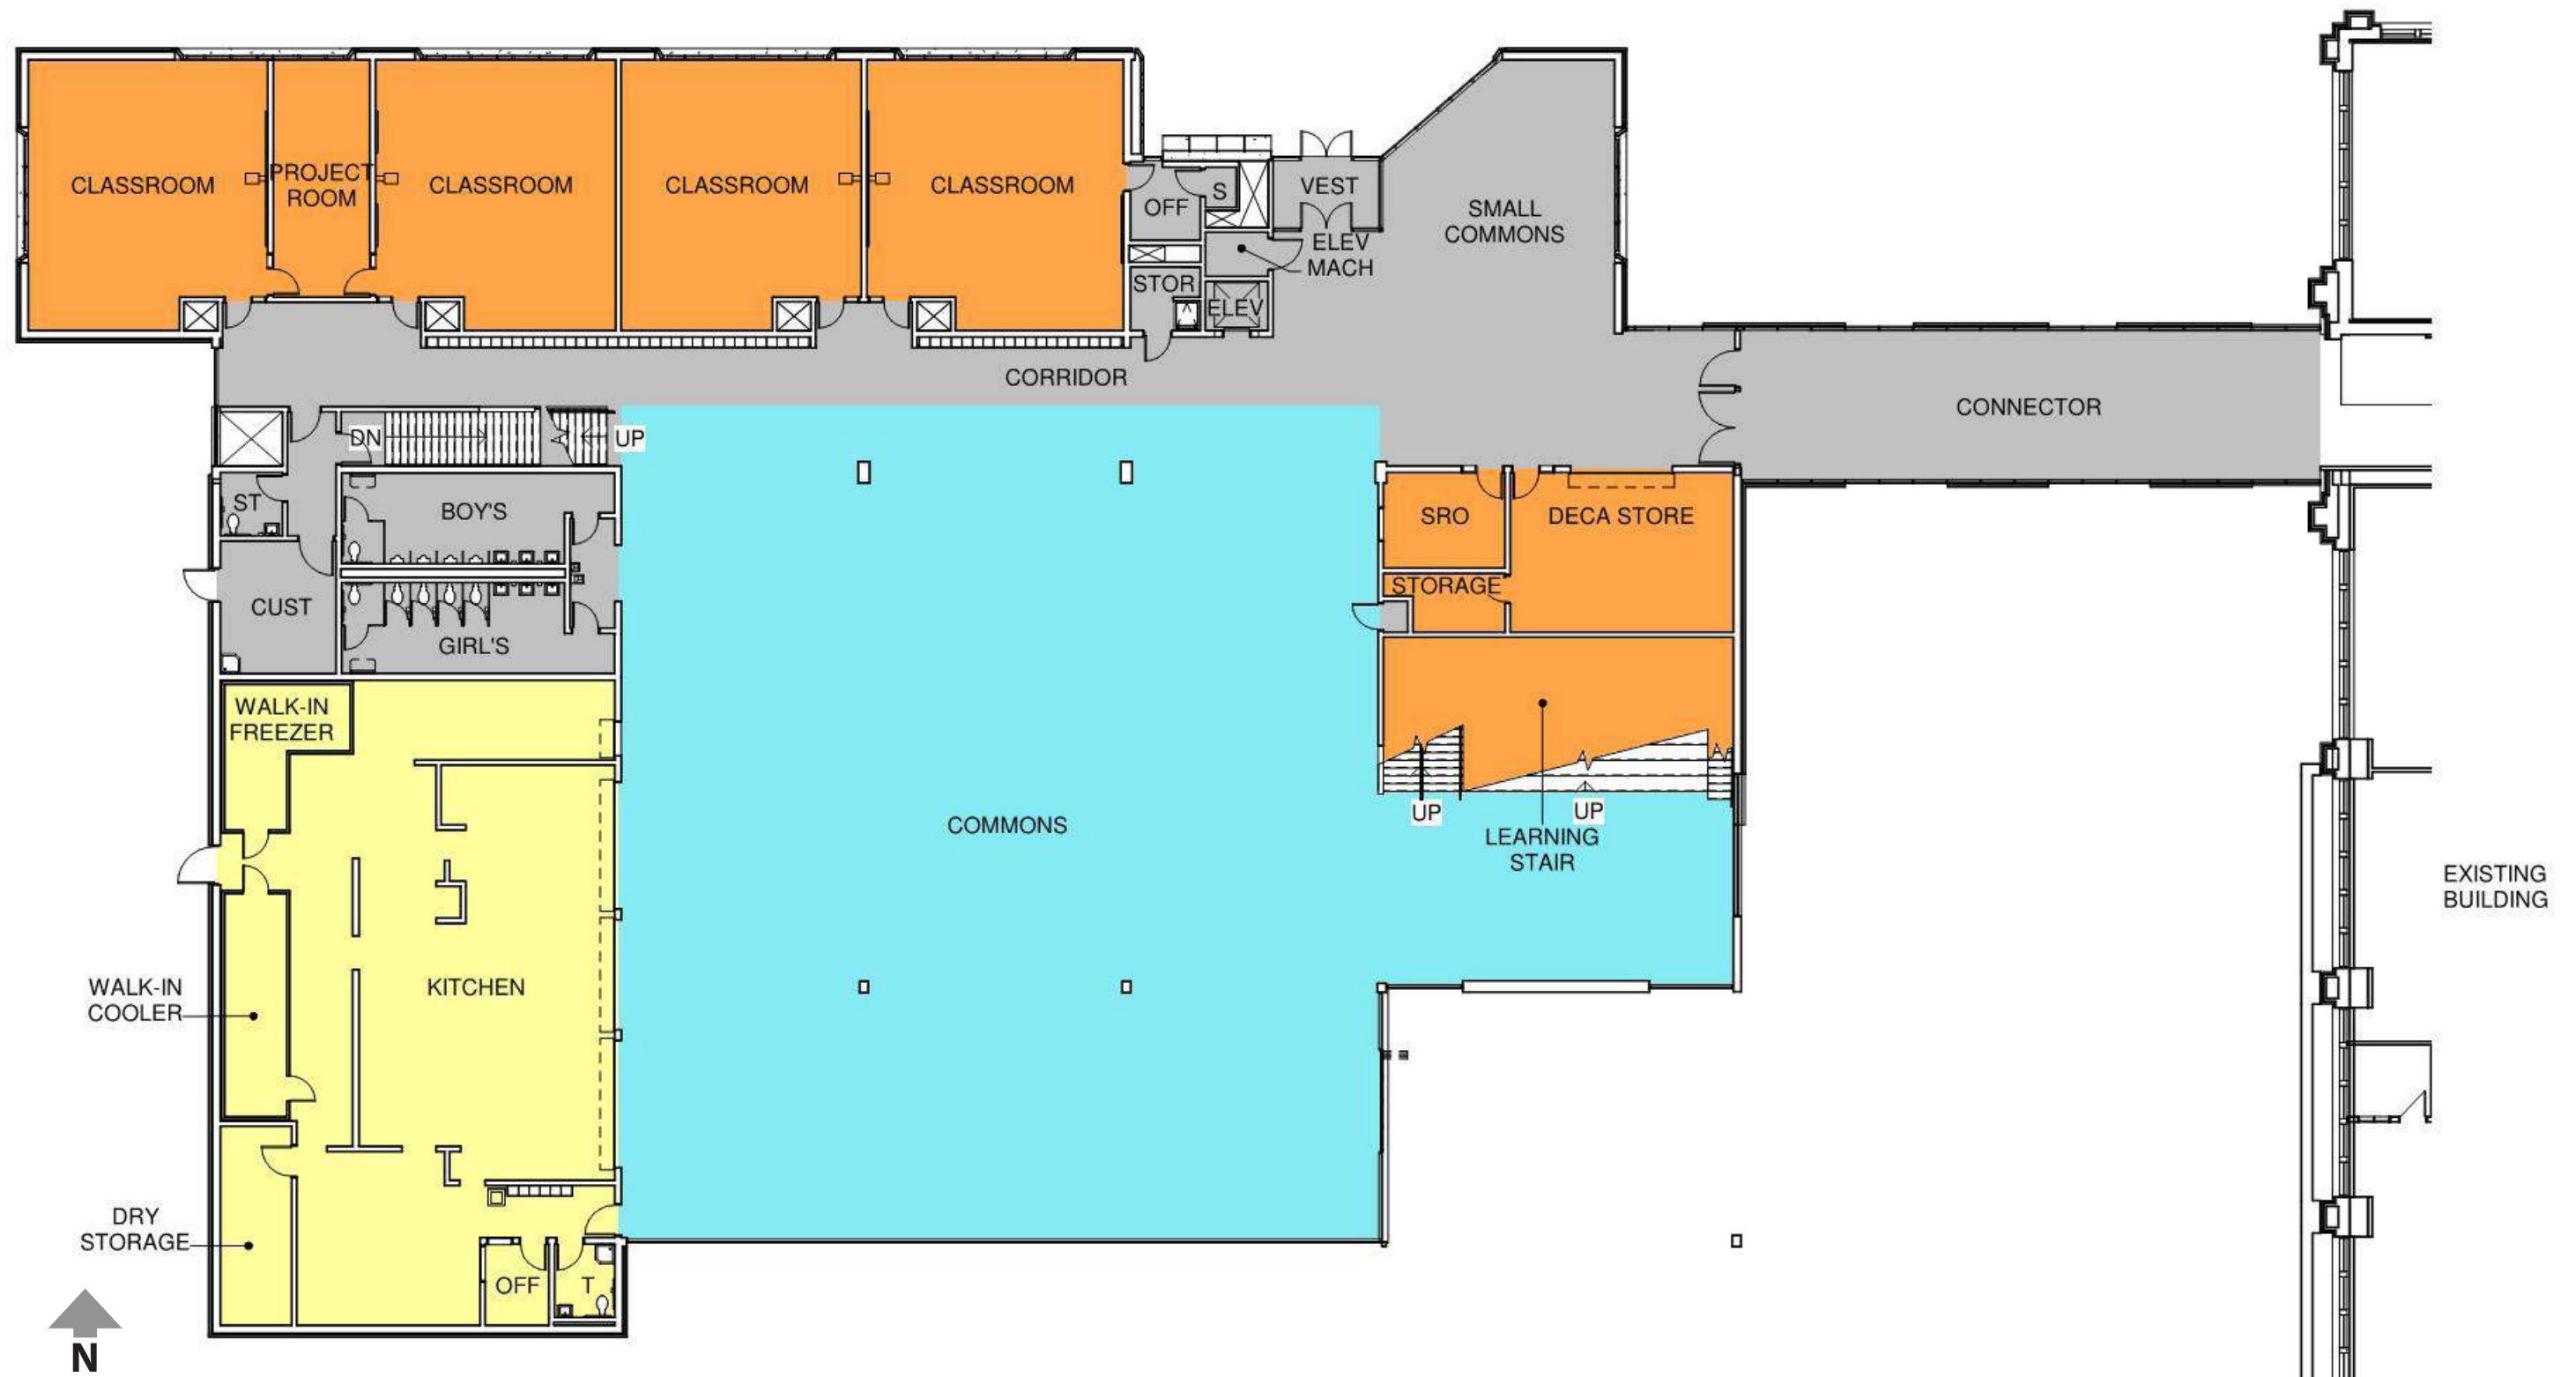 CLASSROOM
PROJECT
ROOM
CLASSROOM
CLASSROOM
CLASSROOM
OFF
S
VEST
SMALL
COMMONS
ELEV
MACH
STOR
ELEV
CORRIDOR
CONNECTOR
DN
UP
ST
BOY'S
SRO
DECA STORE
STORAGE
CUST
GIRL'S
WALK-IN
FREEZER
COMMONS
UP
UP
LEARNING
STAIR
EXISTING
BUILDING
WALK-IN
COOLER
KITCHEN
DRY
STORAGE
OFF
T
N